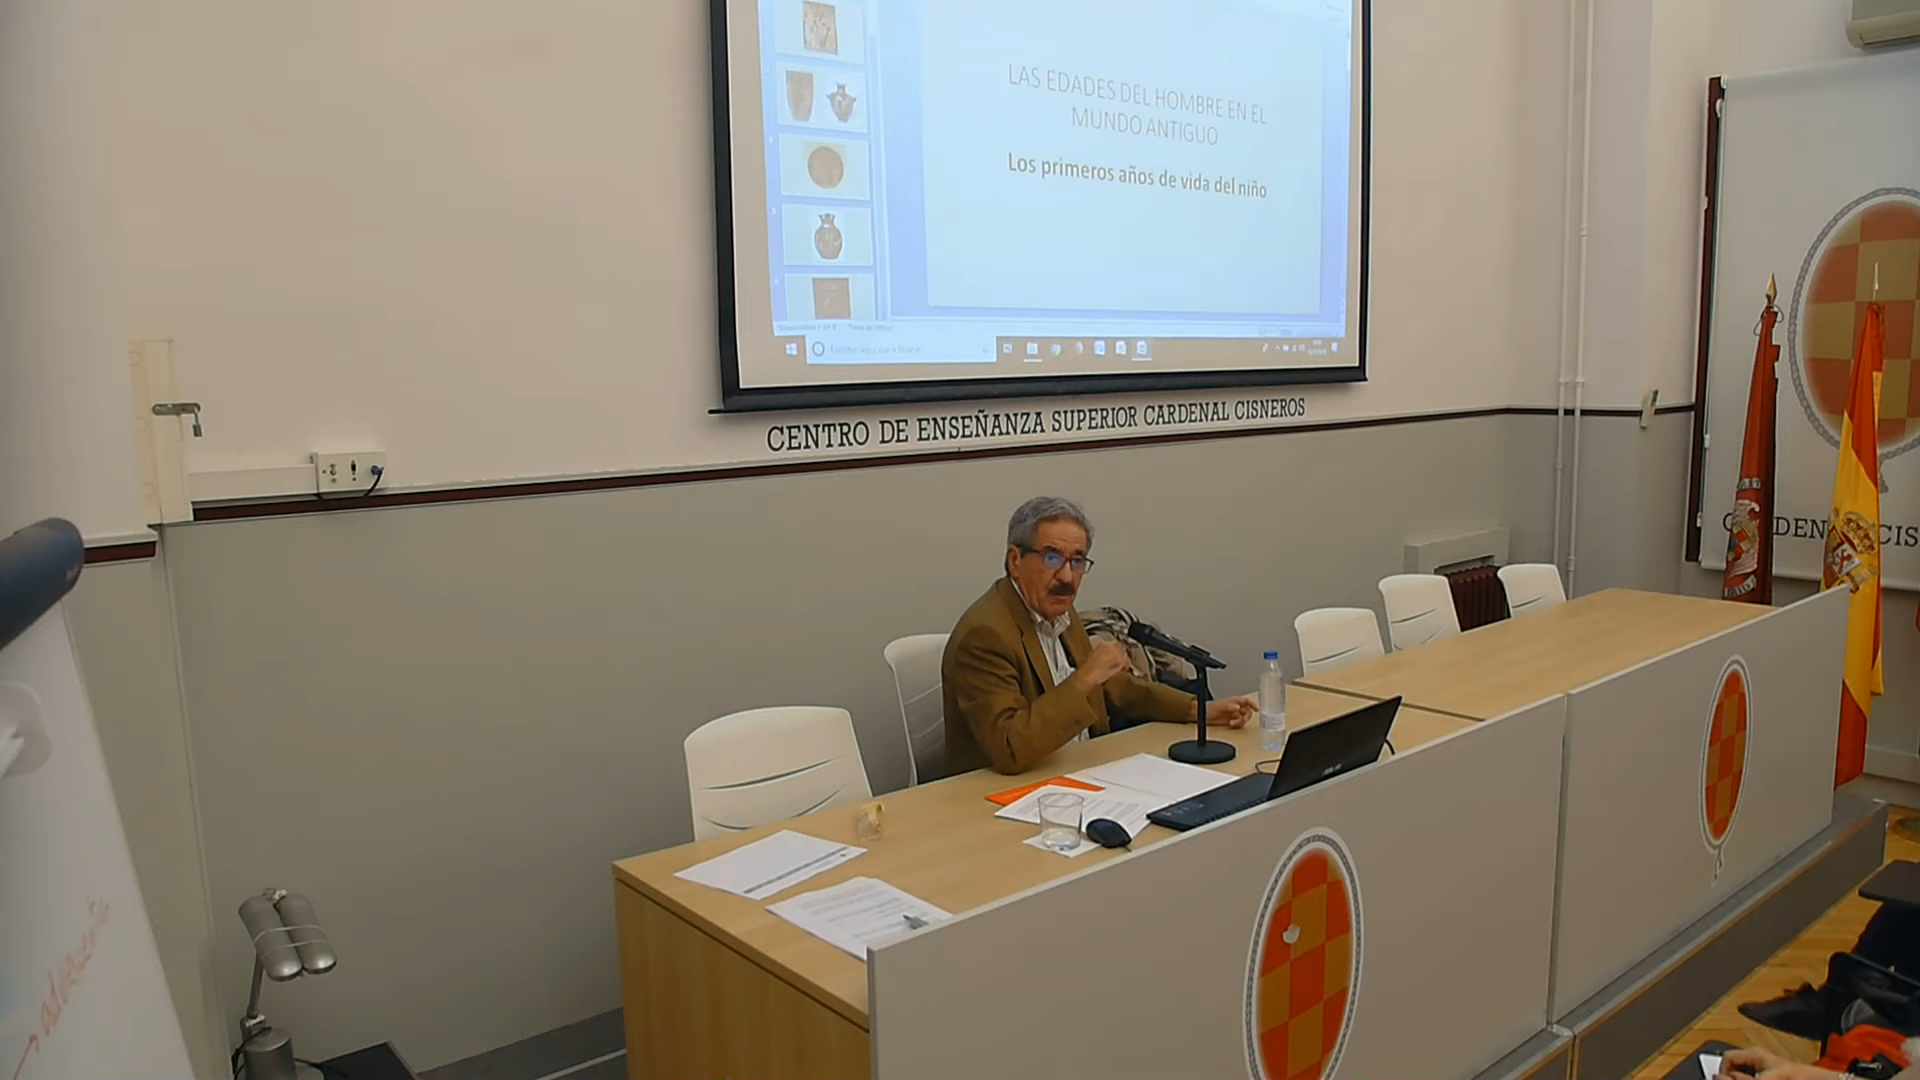 LAS EDADES DEL HOMBRE EN EL
MUNDO ANTIGUO
Los primeros años de vida del niño
CENTRO DE ENSEÑANZA SUPERIOR CARDENAL CISNEROS